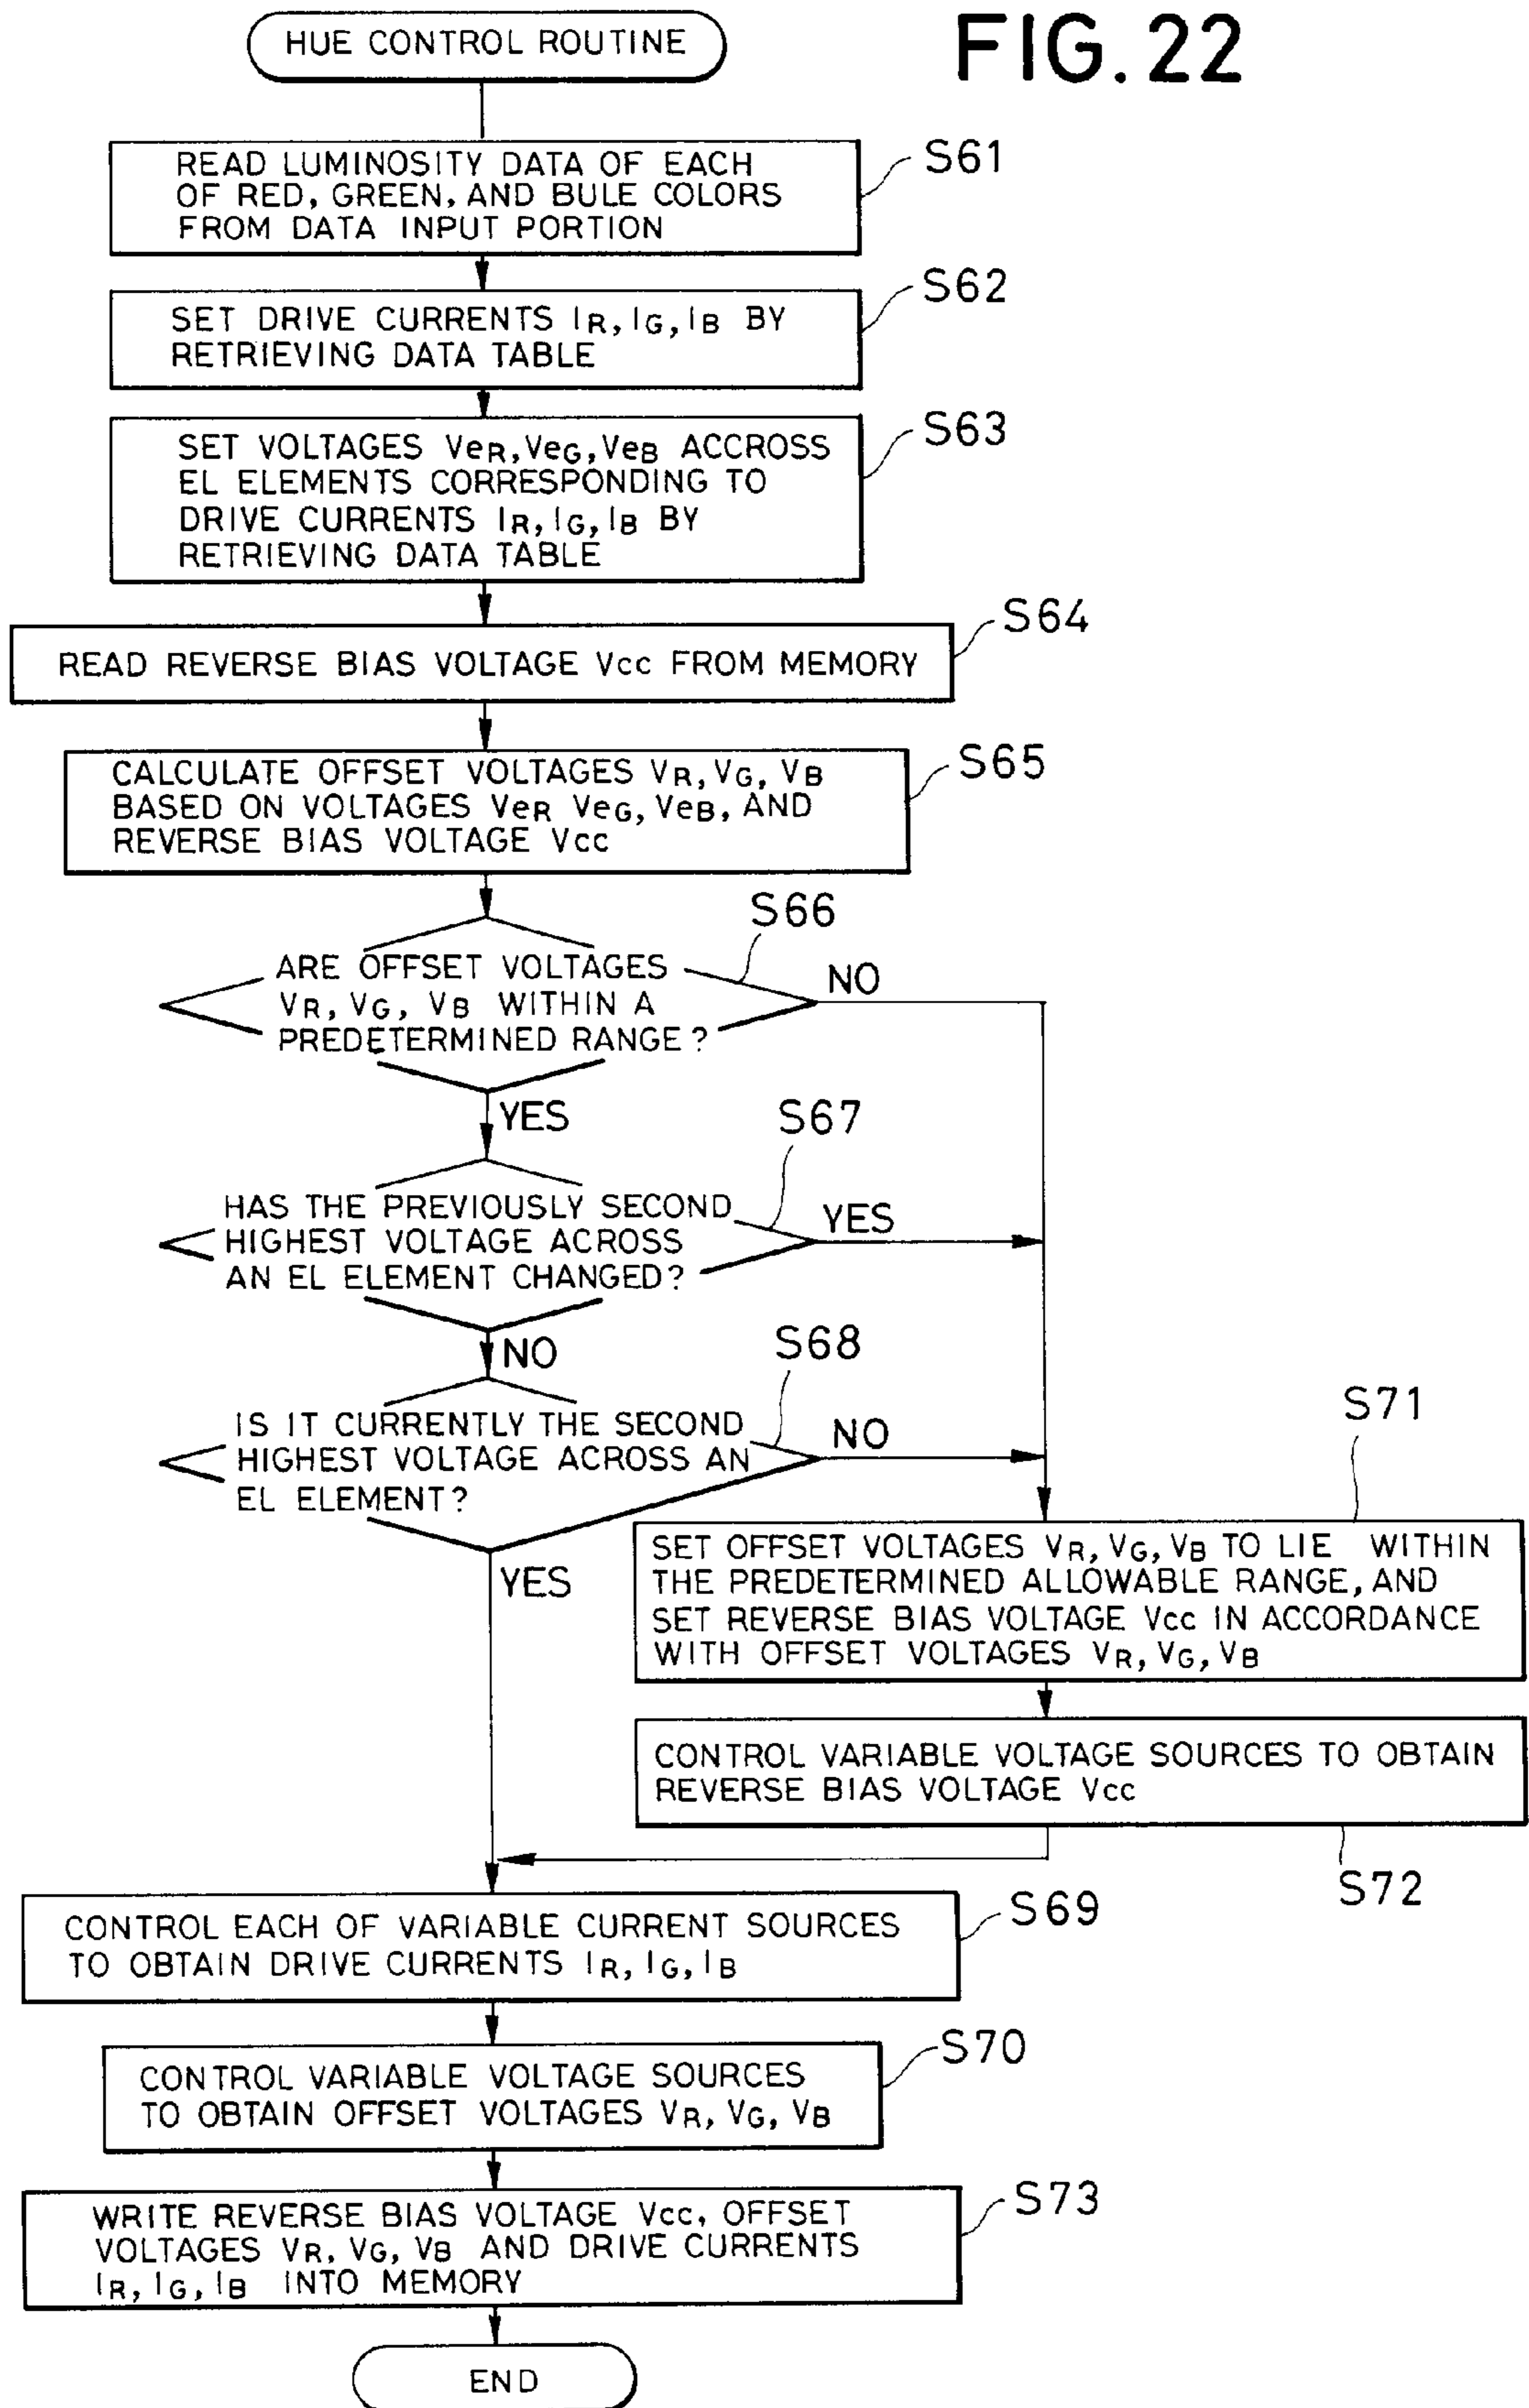 FIG. 22
HUE CONTROL ROUTINE
READ LUMINOSITY DATA OF EACH
OF RED, GREEN, AND BULE COLORS
FROM DATA INPUT PORTION
S61
SET DRIVE CURRENTS IR, IG, IB BY
RETRIEVING DATA TABLE
S62
SET VOLTAGES VeR, VeG, VeB ACCROSS
EL ELEMENTS CORRESPONDING TO
DRIVE CURRENTS IR, IG, IB BY
RETRIEVING DATA TABLE
S63
READ REVERSE BIAS VOLTAGE Vcc FROM MEMORY
S64
CALCULATE OFFSET VOLTAGES VR, VG, VB
BASED ON VOLTAGES VeR VeG, VeB, AND
REVERSE BIAS VOLTAGE Vcc
S65
ARE OFFSET VOLTAGES
VR, VG, VB WITHIN A
PREDETERMINED RANGE?
S66
NO
YES
HAS THE PREVIOUSLY SECOND
HIGHEST VOLTAGE ACROSS
AN EL ELEMENT CHANGED?
S67
YES
NO
IS IT CURRENTLY THE SECOND
HIGHEST VOLTAGE ACROSS AN
EL ELEMENT?
S68
NO
YES
S71
SET OFFSET VOLTAGES VR, VG, VB TO LIE WITHIN
THE PREDETERMINED ALLOWABLE RANGE, AND
SET REVERSE BIAS VOLTAGE Vcc IN ACCORDANCE
WITH OFFSET VOLTAGES VR, VG, VB
CONTROL VARIABLE VOLTAGE SOURCES TO OBTAIN
REVERSE BIAS VOLTAGE Vcc
S72
CONTROL EACH OF VARIABLE CURRENT SOURCES
TO OBTAIN DRIVE CURRENTS IR, IG, IB
S69
CONTROL VARIABLE VOLTAGE SOURCES
TO OBTAIN OFFSET VOLTAGES VR, VG, VB
S70
WRITE REVERSE BIAS VOLTAGE Vcc, OFFSET
VOLTAGES VR, VG, VB AND DRIVE CURRENTS
IR, IG, IB INTO MEMORY
S73
END